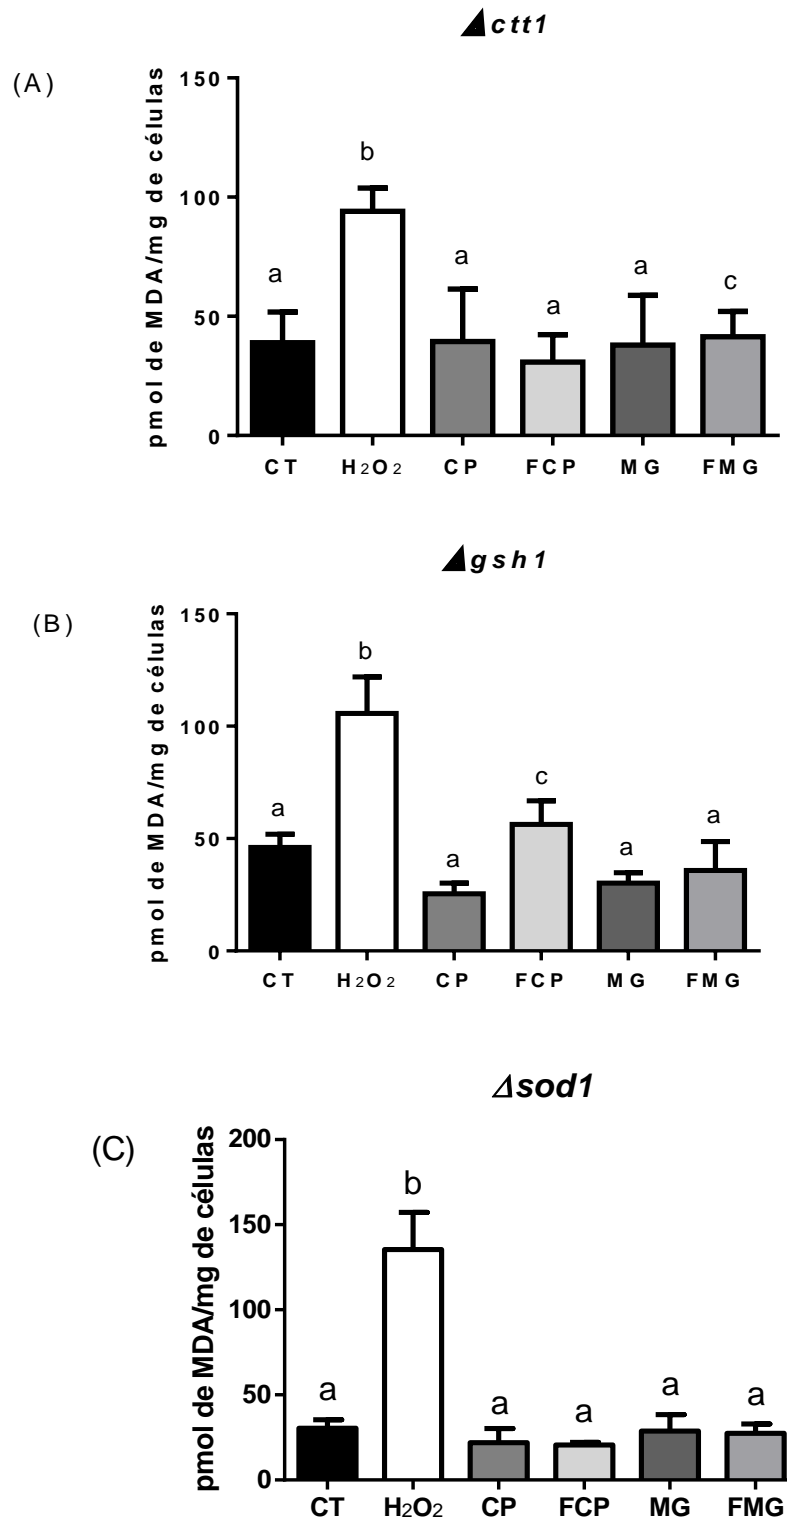 Δctt1
(A)
pmol de MDA/mg de células
150
100
50
0
a
b
a
a
a
c
CT H2O2 CP FCP MG FMG
Δgsh1
(B)
pmol de MDA/mg de células
150
100
50
0
a
b
a
c
a
a
CT H2O2 CP FCP MG FMG
Δsod1
(C)
pmol de MDA/mg de células
200
150
100
50
0
a
b
a
a
a
a
CT H2O2 CP FCP MG FMG